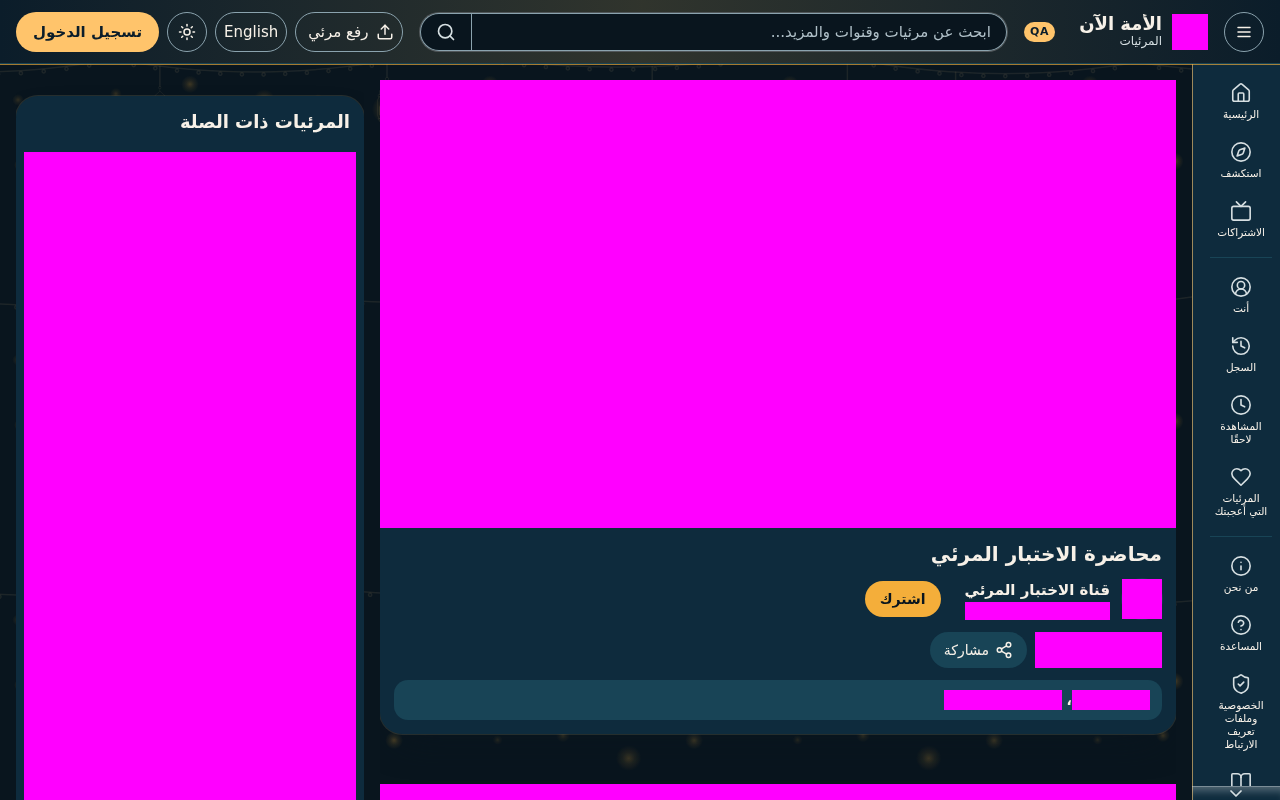 الأمة الآن
المرئيات
QA
ابحث عن مرئيات وقنوات والمزيد...
رفع مرئي
English
تسجيل الدخول
الرئيسية
استكشف
الاشتراكات
أنت
السجل
المشاهدة
لاحقًا
المرئيات
التي أعجبتك
من نحن
المساعدة
الخصوصية
وملفات
تعريف
الارتباط
محاضرة الاختبار المرئي
قناة الاختبار المرئي
اشترك
مشاركة
،
المرئيات ذات الصلة